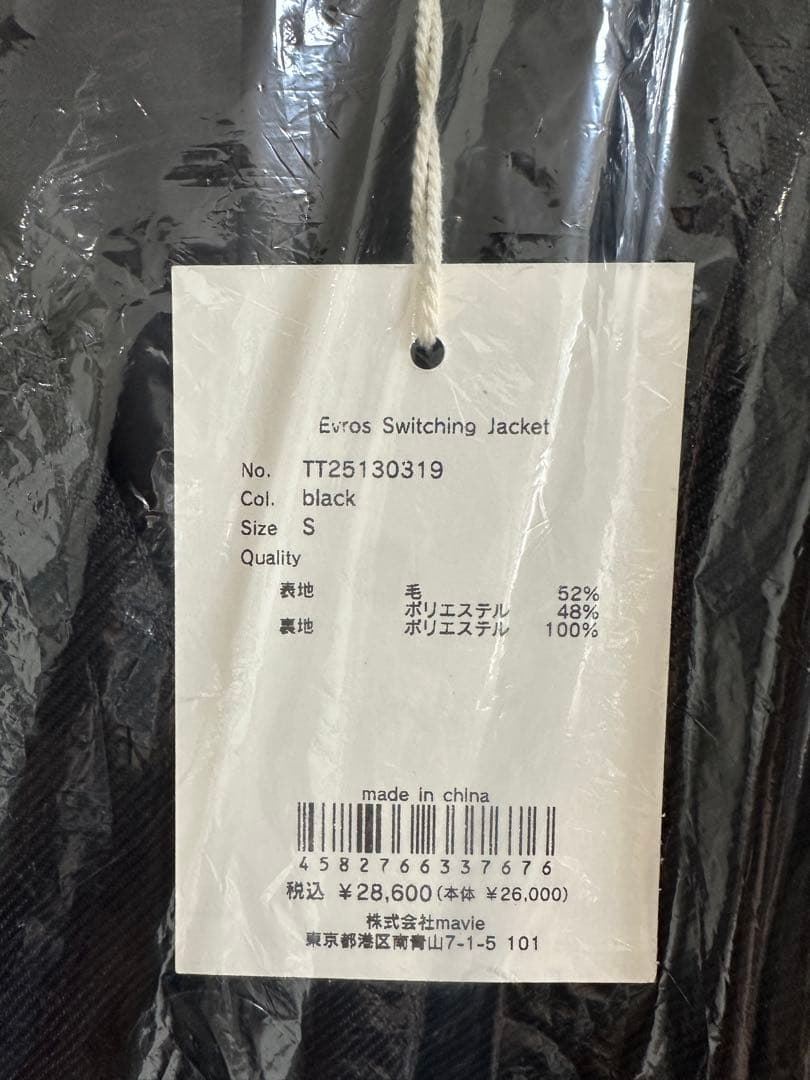 Evros Switching Jacket
No. TT25130319
Col. black
Size S
Quality
表地 毛 52%
ポリエステル 48%
裏地 ポリエステル 100%
made in china
4582766337676
税込 ¥28,600(本体 ¥26,000)
株式会社mavie
東京都港区南青山7-1-5 101